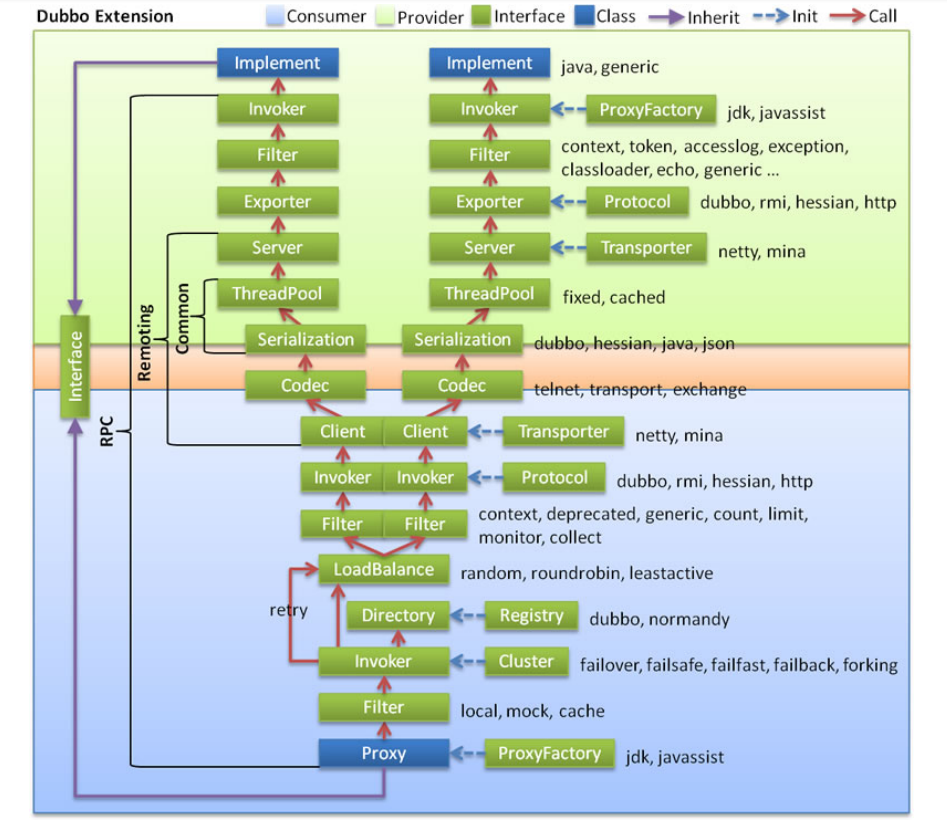 Dubbo Extension Consumer Provider Interface Class Inherit Init Call
Implement Implement java, generic
Invoker Invoker ProxyFactory jdk, javassist
Filter Filter context, token, accesslog, exception,
classloader, echo, generic ...
Exporter Exporter Protocol dubbo, rmi, hessian, http
Server Server Transporter netty, mina
ThreadPool ThreadPool fixed, cached
Common
Remoting
Interface
RPC
Serialization Serialization dubbo, hessian, java, json
Codec Codec telnet, transport, exchange
Client Client Transporter netty, mina
Invoker Invoker Protocol dubbo, rmi, hessian, http
Filter Filter context, deprecated, generic, count, limit,
monitor, collect
LoadBalance random, roundrobin, leastactive
retry
Directory Registry dubbo, normandy
Invoker Cluster failover, failsafe, failfast, failback, forking
Filter local, mock, cache
Proxy ProxyFactory jdk, javassist